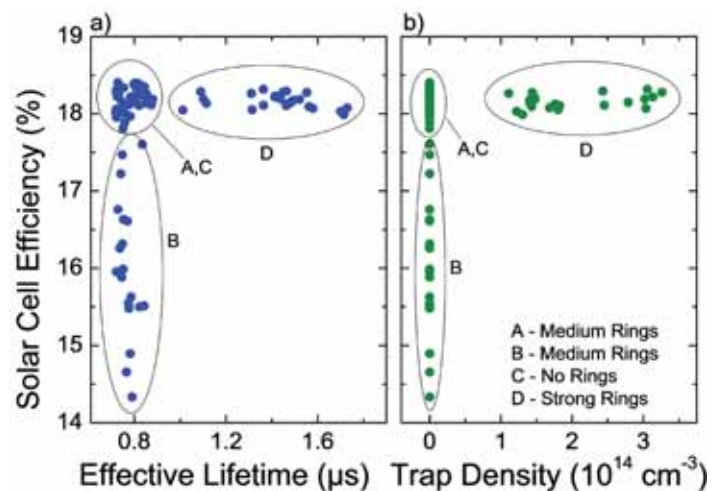 a)
b)
Solar Cell Efficiency (%)
19
18
17
16
15
14
A,C
D
B
A,C
D
B
A - Medium Rings
B - Medium Rings
C - No Rings
D - Strong Rings
0.8 1.2 1.6
0 1 2 3
Effective Lifetime (µs)
Trap Density (10¹⁴ cm⁻³)